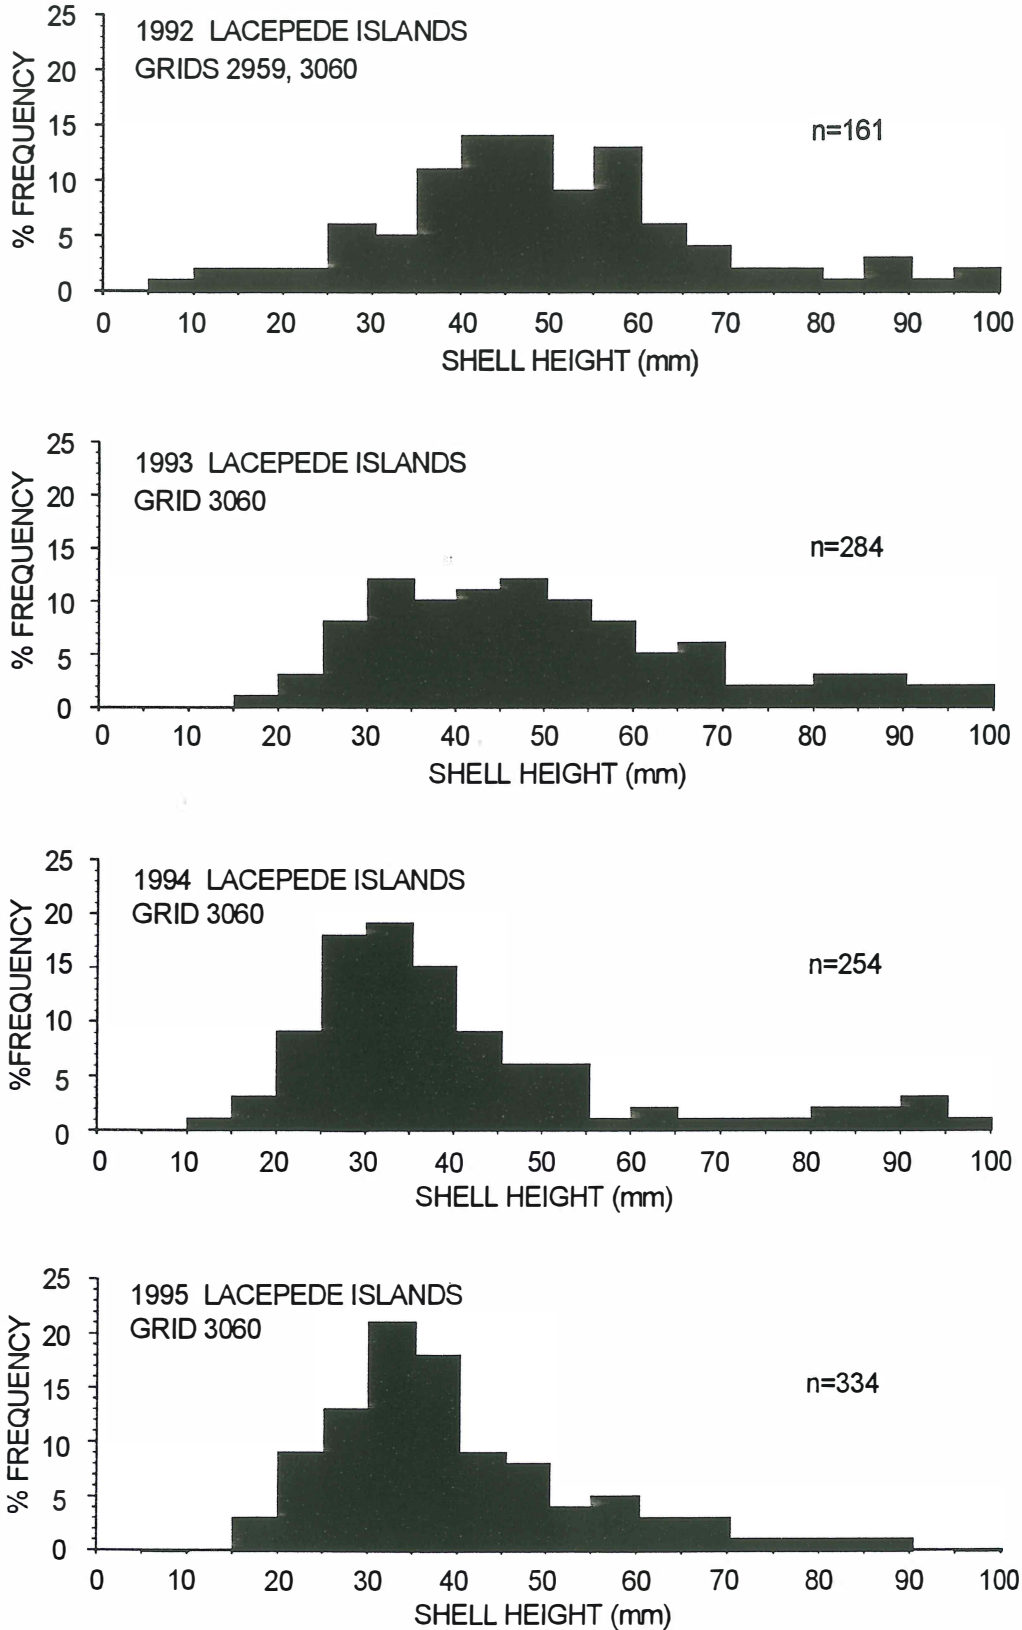 1992 LACEPEDE ISLANDS
GRIDS 2959, 3060
n=161
% FREQUENCY
25
20
15
10
5
0
0 10 20 30 40 50 60 70 80 90 100
SHELL HEIGHT (mm)
1993 LACEPEDE ISLANDS
GRID 3060
n=284
% FREQUENCY
25
20
15
10
5
0
0 10 20 30 40 50 60 70 80 90 100
SHELL HEIGHT (mm)
1994 LACEPEDE ISLANDS
GRID 3060
n=254
%FREQUENCY
25
20
15
10
5
0
0 10 20 30 40 50 60 70 80 90 100
SHELL HEIGHT (mm)
1995 LACEPEDE ISLANDS
GRID 3060
n=334
% FREQUENCY
25
20
15
10
5
0
0 10 20 30 40 50 60 70 80 90 100
SHELL HEIGHT (mm)